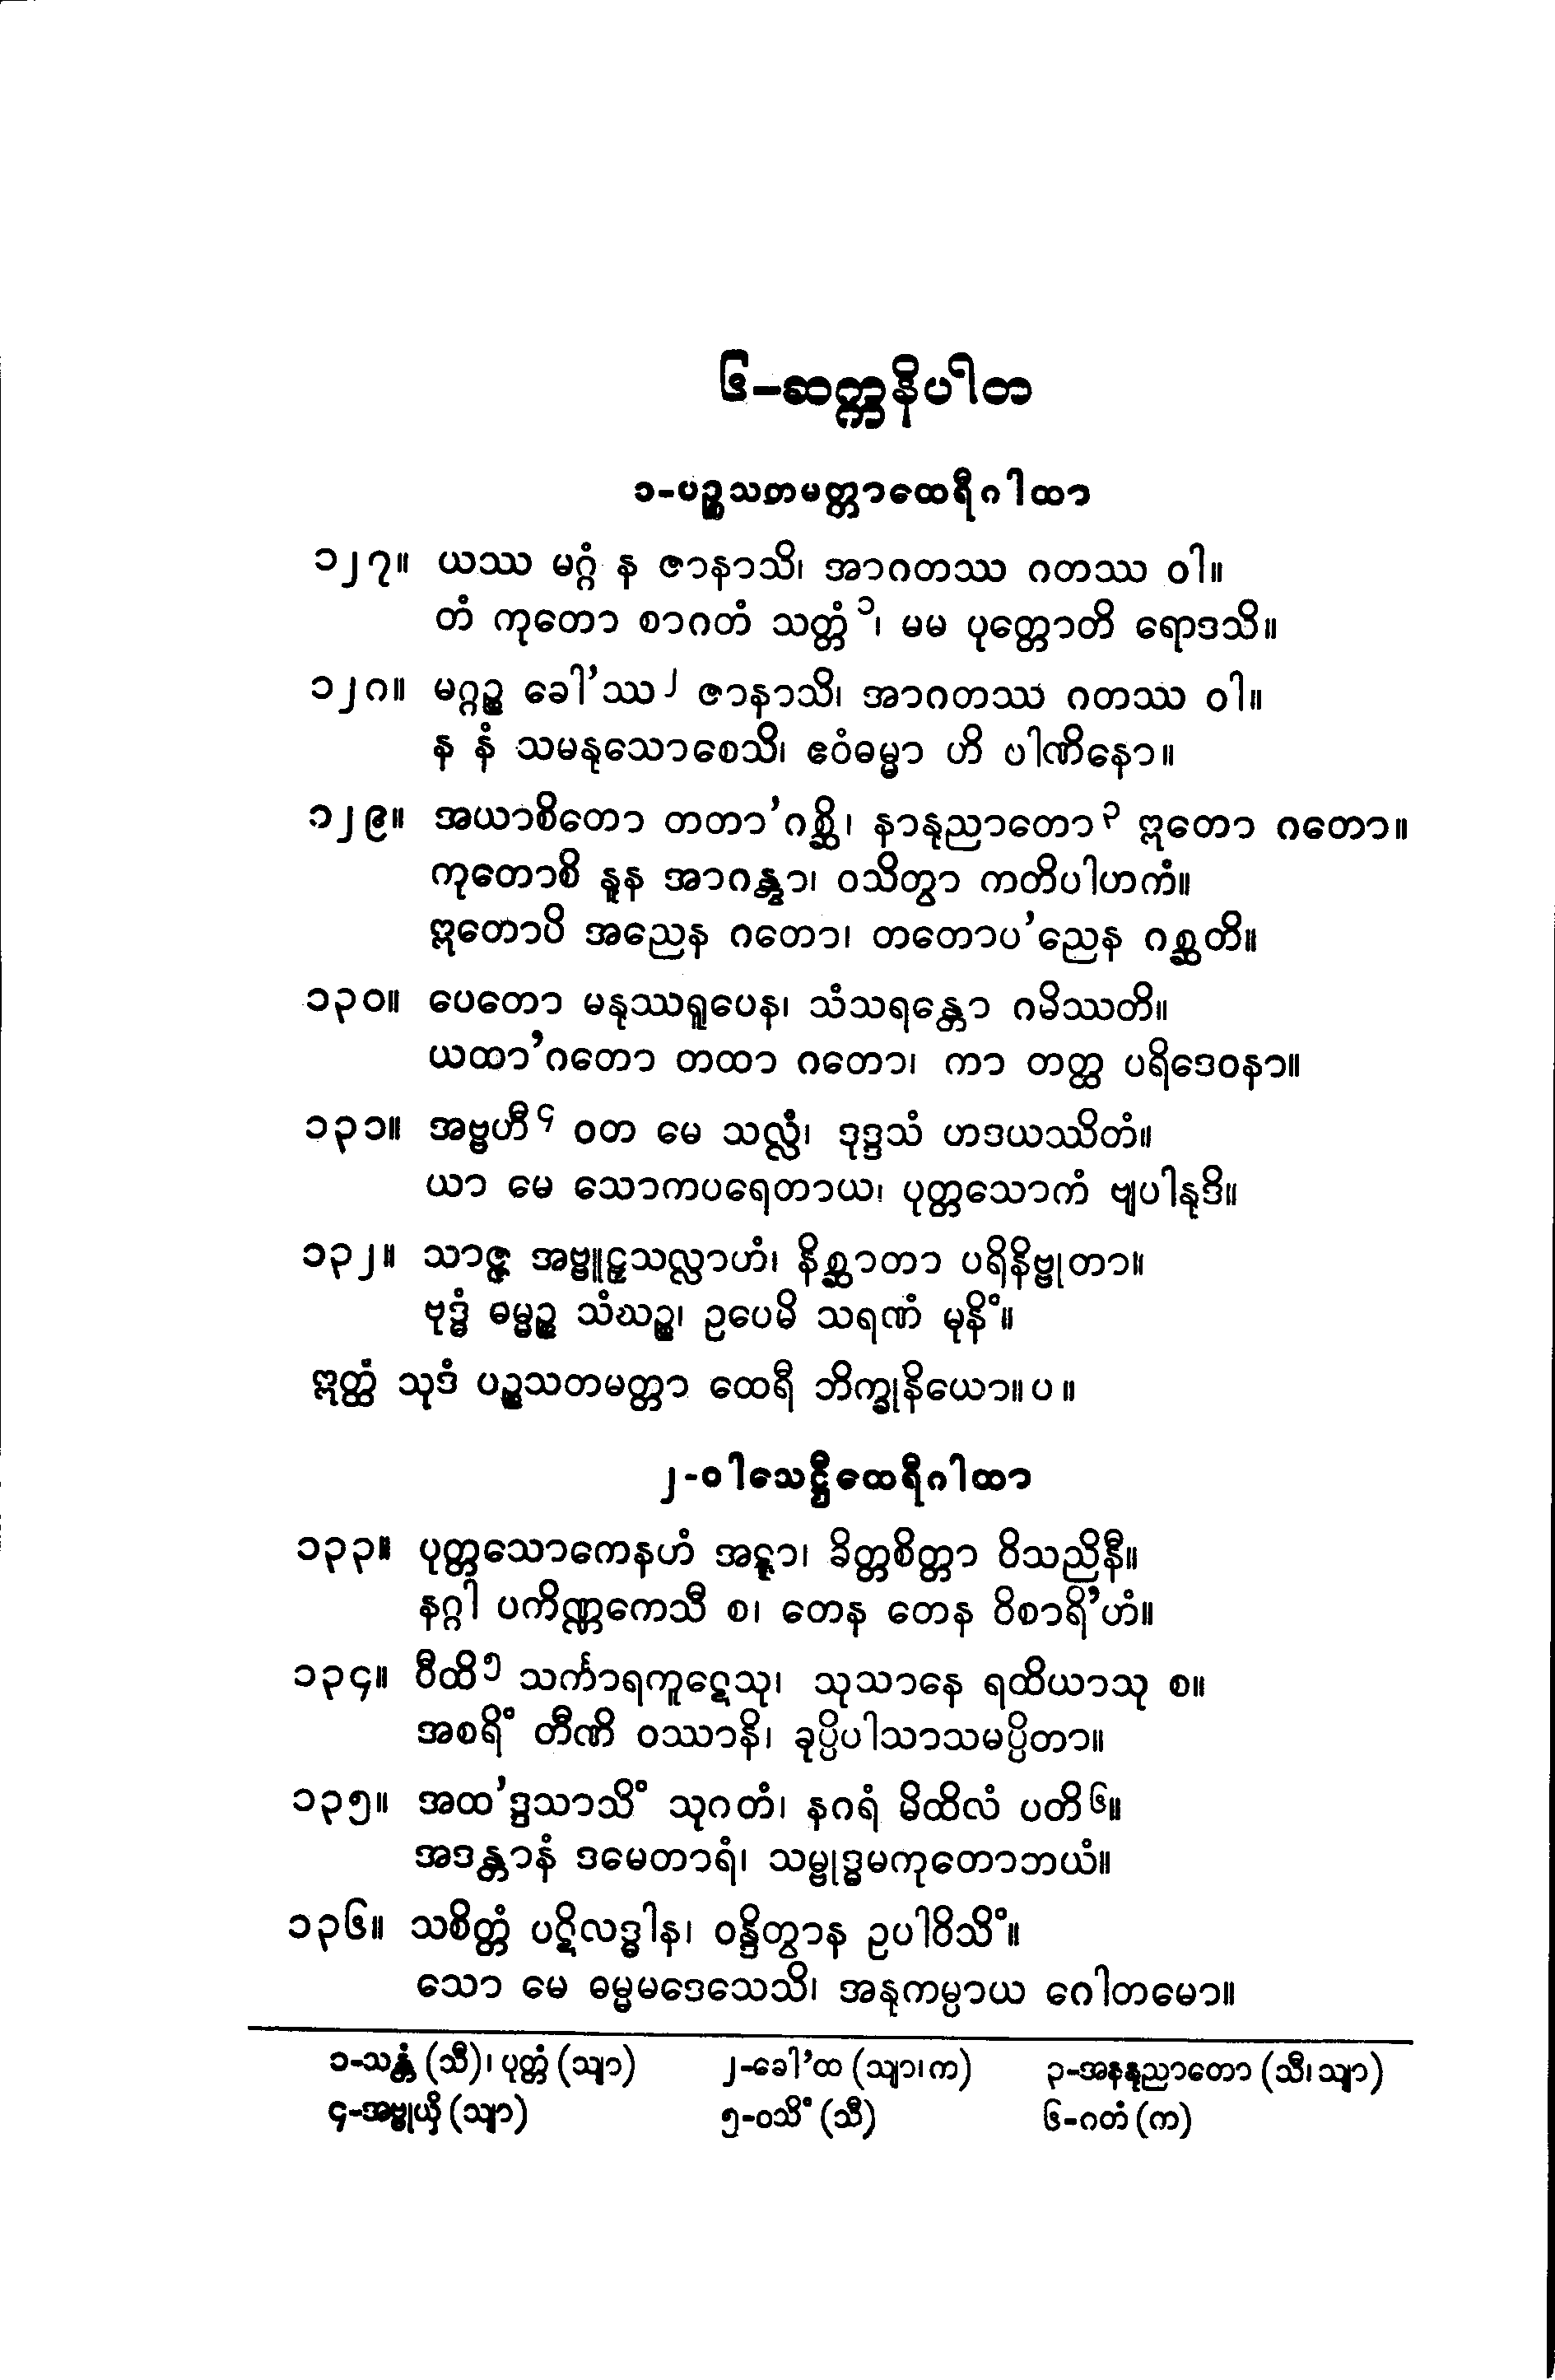 ၆-ဆက္ကနိပါတ
၁-ပဉ္စသတမတ္တာထေရီဂါထာ
၁၂၇။ ယဿ မဂ္ဂံ န ဇာနာသိ၊ အာဂတဿ ဂတဿ ဝါ။
တံ ကုတော စာဂတံ သတ္တံ၁၊ မမ ပုတ္တောတိ ရောဒသိ။
၁၂၈။ မဂ္ဂဉ္စ ခေါ’ဿ၂ ဇာနာသိ၊ အာဂတဿ ဂတဿ ဝါ။
န နံ သမနုသောစေသိ၊ ဧဝံဓမ္မာ ဟိ ပါဏိနော။
၁၂၉။ အယာစိတော တတာ’ဂစ္ဆိ၊ နာနုညာတော၃ ဣတော ဂတော။
ကုတောစိ နူန အာဂန္တွာ၊ ဝသိတွာ ကတိပါဟကံ။
ဣတောပိ အညေန ဂတော၊ တတောပ’ညေန ဂစ္ဆတိ။
၁၃၀။ ပေတော မနုဿရူပေန၊ သံသရန္တော ဂမိဿတိ။
ယထာ’ဂတော တထာ ဂတော၊ ကာ တတ္ထ ပရိဒေဝနာ။
၁၃၁။ အဗ္ဗဟီ၄ ဝတ မေ သလ္လံ၊ ဒုဒ္ဒသံ ဟဒယဿိတံ။
ယာ မေ သောကပရေတာယ၊ ပုတ္တသောကံ ဗျပါနုဒိ။
၁၃၂။ သာဇ္ဇ အဗ္ဗူဠှသလ္လာဟံ၊ နိစ္ဆာတာ ပရိနိဗ္ဗုတာ။
ဗုဒ္ဓံ ဓမ္မဉ္စ သံဃဉ္စ၊ ဥပေမိ သရဏံ မုနိံ။
ဣတ္ထံ သုဒံ ပဉ္စသတမတ္တာ ထေရီ ဘိက္ခုနိယော။ပ။
၂-ဝါသေဋ္ဌီထေရီဂါထာ
၁၃၃။ ပုတ္တသောကေနဟံ အဋ္ဋာ၊ ခိတ္တစိတ္တာ ဝိသညိနီ။
နဂ္ဂါ ပကိဏ္ဏကေသီ စ၊ တေန တေန ဝိစာရိ’ဟံ။
၁၃၄။ ဝီထိ၅ သင်္ကာရကူဋေသု၊ သုသာနေ ရထိယာသု စ။
အစရိံ တီဏိ ဝဿာနိ၊ ခုပ္ပိပါသာသမပ္ပိတာ။
၁၃၅။ အထ’ဒ္ဒသာသိံ သုဂတံ၊ နဂရံ မိထိလံ ပတိ၆။
အဒန္တာနံ ဒမေတာရံ၊ သမ္ဗုဒ္ဓမကုတောဘယံ။
၁၃၆။ သစိတ္တံ ပဋိလဒ္ဓါန၊ ဝန္ဒိတွာန ဥပါဝိသိံ။
သော မေ ဓမ္မမဒေသေသိ၊ အနုကမ္ပာယ ဂေါတမော။
၁-သန္တံ (သီ)၊ ပုတ္တံ (သျာ) ၂-ခေါ’ထ (သျာ၊က) ၃-အနနုညာတော (သီ၊သျာ)
၄-အဗ္ဗုယှိ (သျာ) ၅-ဝသိံ (သီ) ၆-ဂတံ (က)